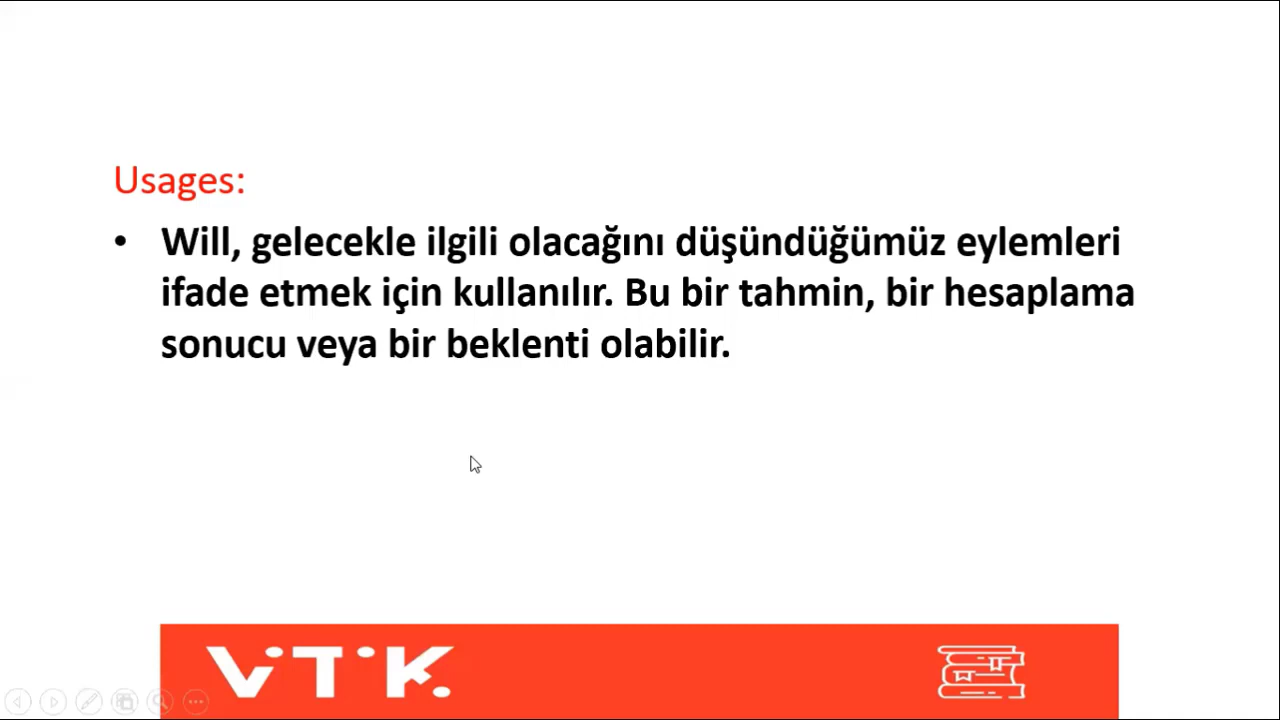 Usages:
• Will, gelecekle ilgili olacağını düşündüğümüz eylemleri
ifade etmek için kullanılır. Bu bir tahmin, bir hesaplama
sonucu veya bir beklenti olabilir.
ViTiK.